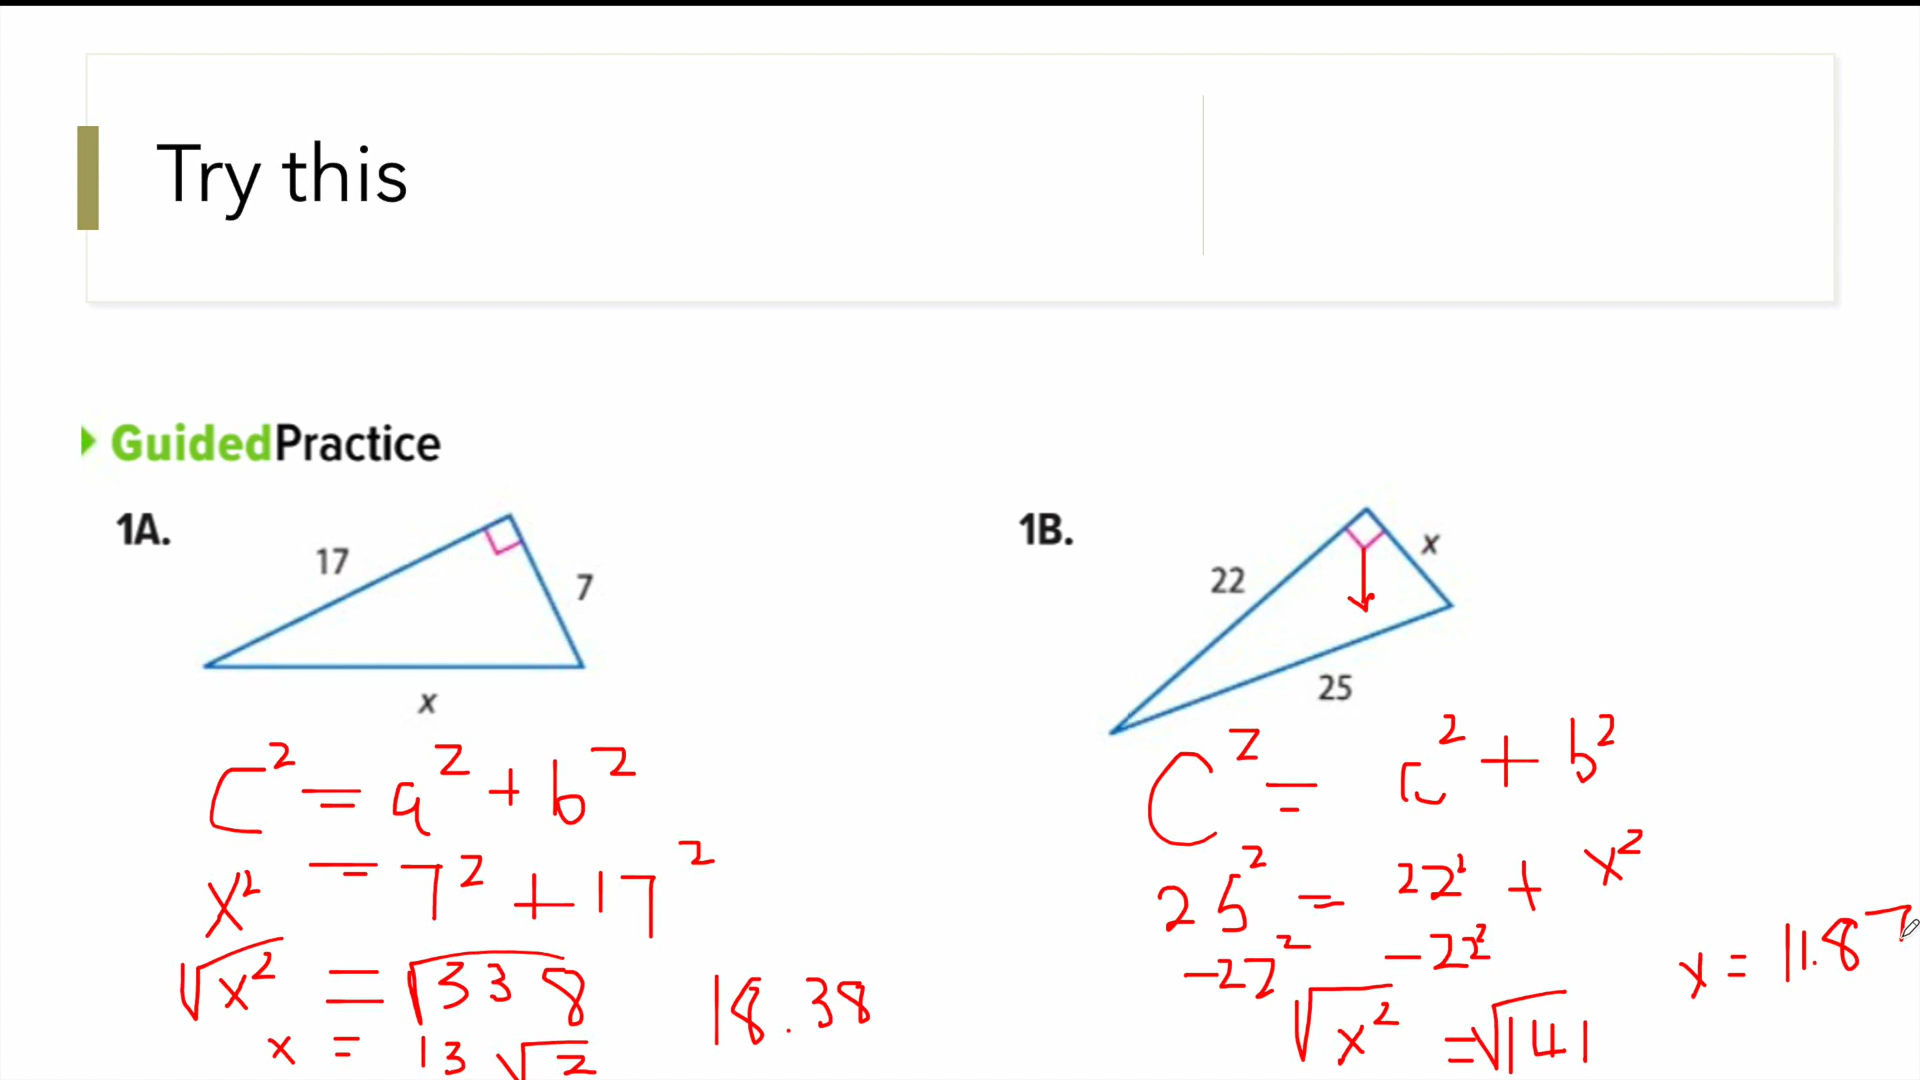 Try this
GuidedPractice
1A.
17
7
x
C² = a² + b²
x² = 7² + 17²
√x² = √338
x = 13√2
18.38
1B.
22
x
25
C² = a² + b²
25² = 22² + x²
-22² -22²
√x² = √141
x = 11.87